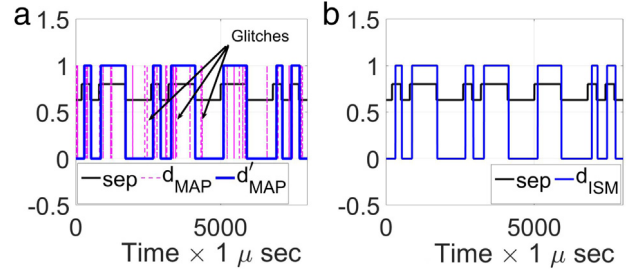 a
b
Glitches
1.5
1
0.5
0
-0.5
sep d_MAP d'_MAP
0 5000
Time × 1 μ sec
1.5
1
0.5
0
-0.5
sep d_ISM
0 5000
Time × 1 μ sec